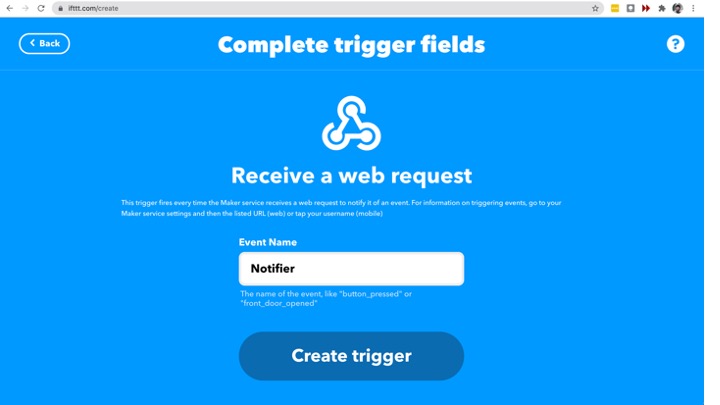 ifttt.com/create
Back
Complete trigger fields
?
Receive a web request
This trigger fires every time the Maker service receives a web request to notify it of an event. For information on triggering events, go to your
Maker service settings and then the listed URL (web) or tap your username (mobile)
Event Name
Notifier
The name of the event, like "button_pressed" or
"front_door_opened"
Create trigger